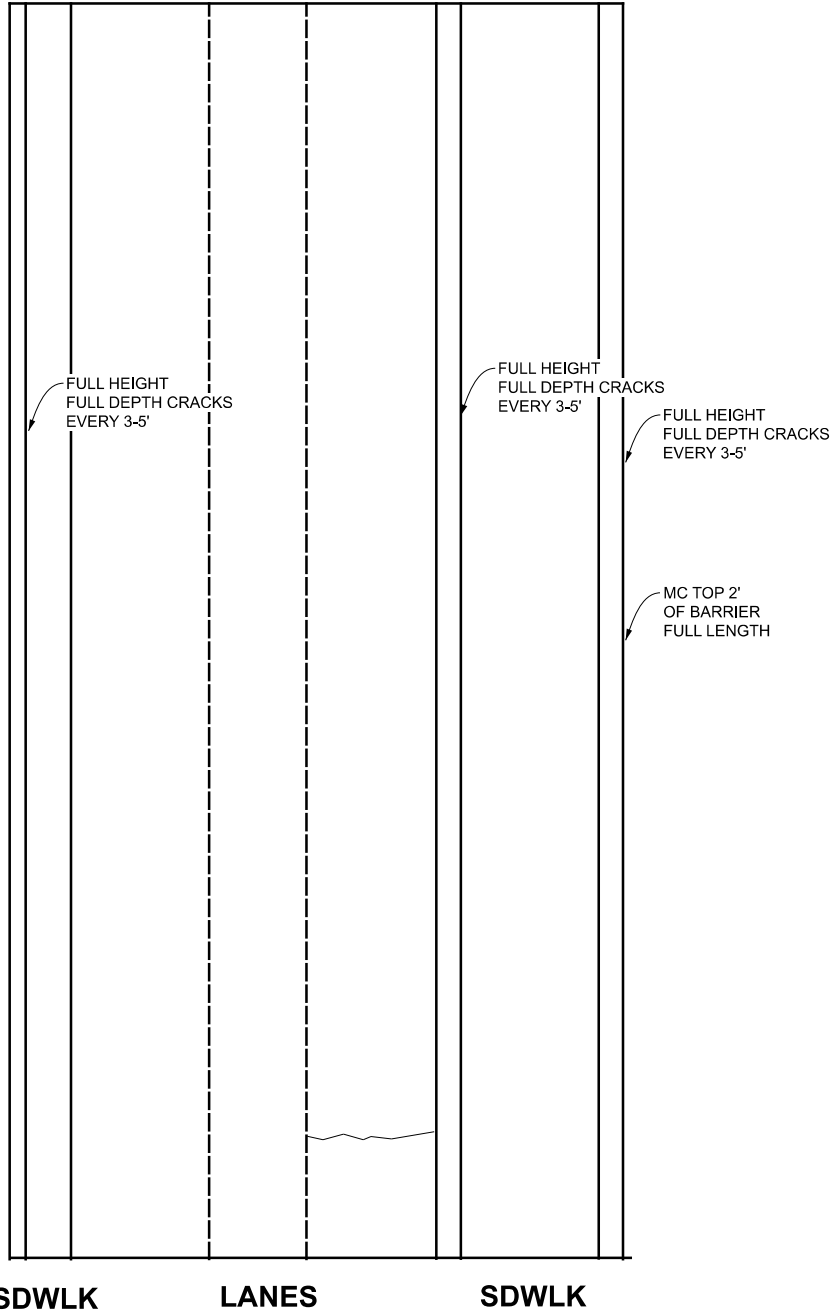 FULL HEIGHT
FULL DEPTH CRACKS
EVERY 3-5'
FULL HEIGHT
FULL DEPTH CRACKS
EVERY 3-5'
FULL HEIGHT
FULL DEPTH CRACKS
EVERY 3-5'
MC TOP 2'
OF BARRIER
FULL LENGTH
SDWLK
LANES
SDWLK